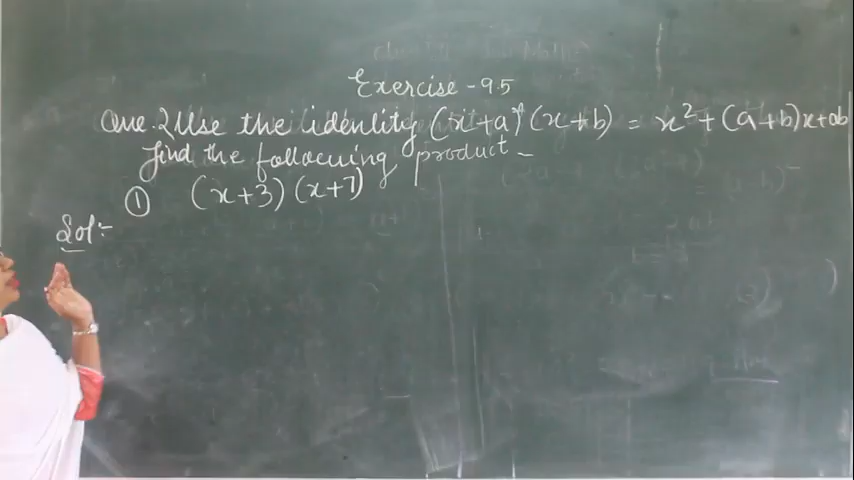 Exercise - 9.5
Que. 2 Use the identity (x+a) (x+b) = x² + (a+b)x + ab
find the following product -
① (x+3) (x+7)
Sol:-